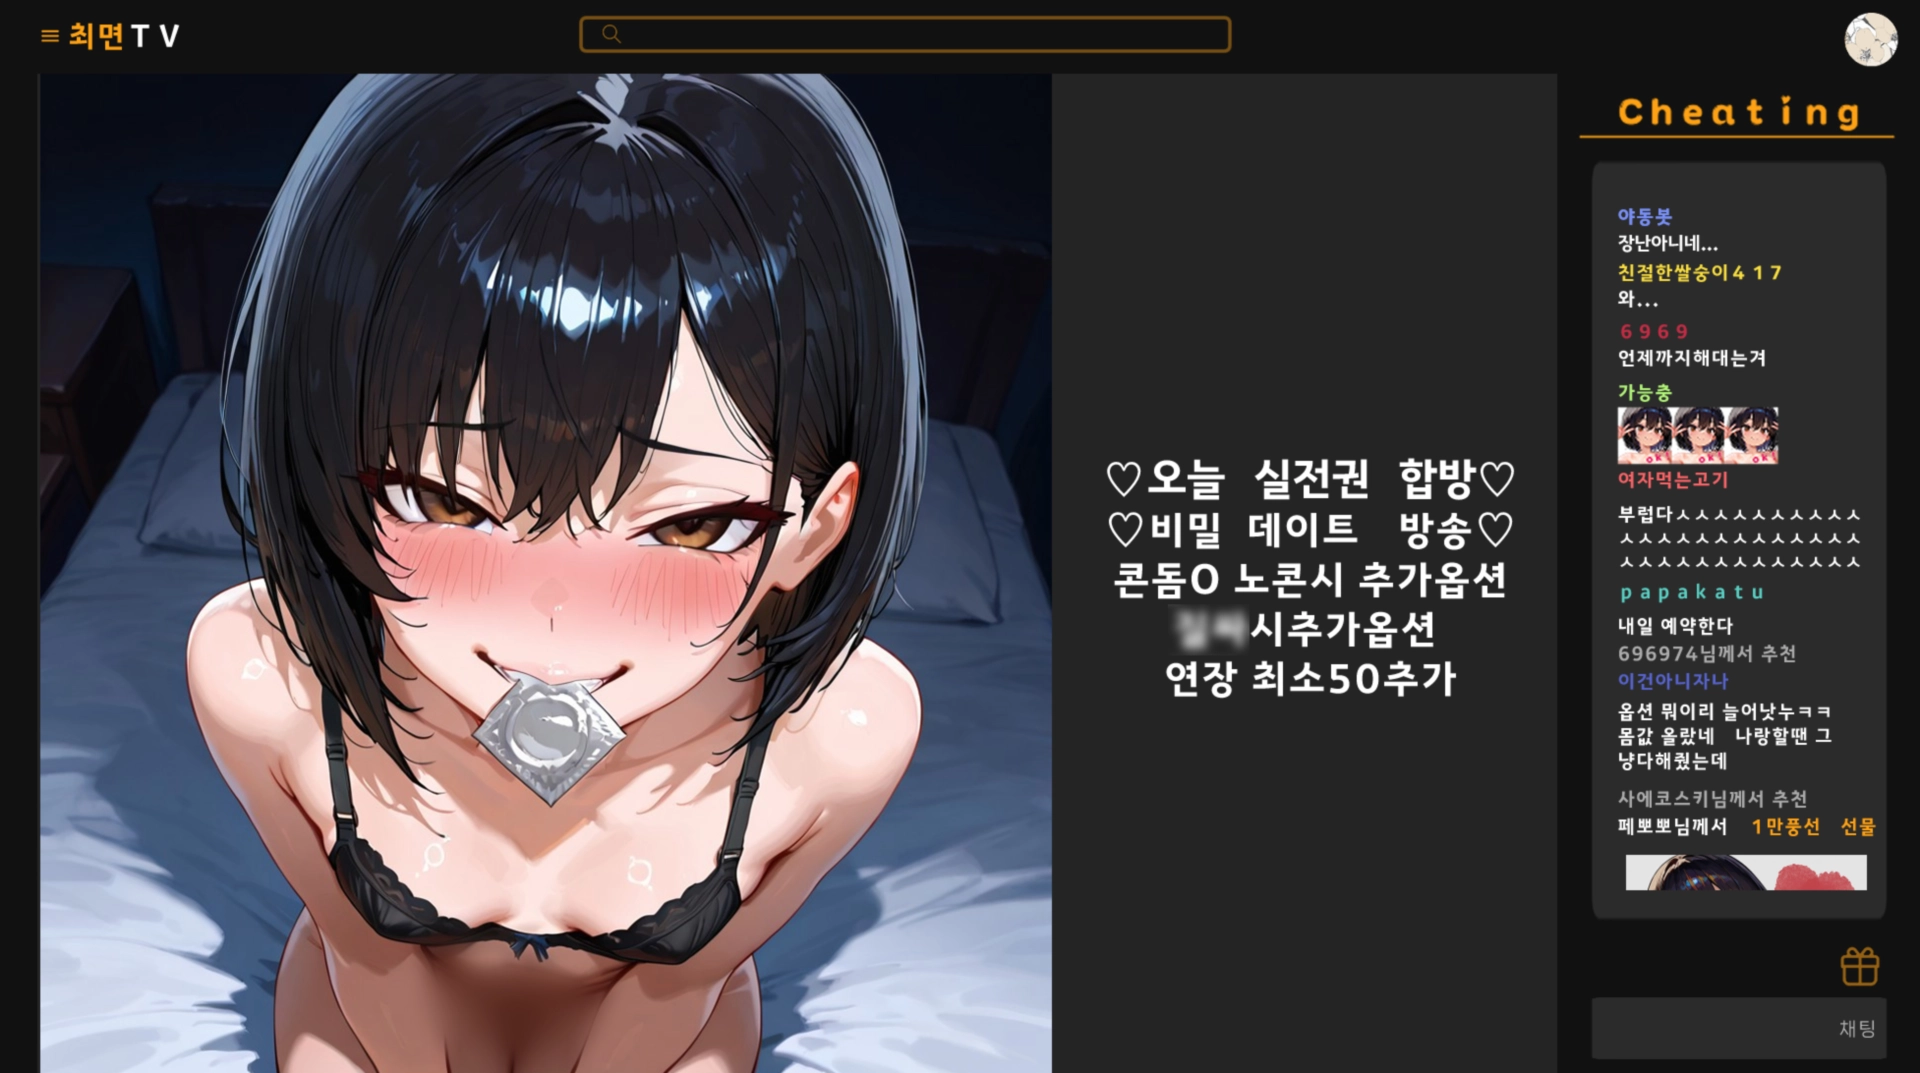 최면TV
Cheating
♡오늘 실전권 합방♡
♡비밀 데이트 방송♡
콘돔O 노콘시 추가옵션
시추가옵션
연장 최소50추가
야동봇
장난아니네...
친절한쌀숭이417
와...
6969
언제까지해대는겨
가능충
여자먹는고기
부럽다ㅅㅅㅅㅅㅅㅅㅅㅅㅅㅅ
ㅅㅅㅅㅅㅅㅅㅅㅅㅅㅅㅅㅅㅅ
ㅅㅅㅅㅅㅅㅅㅅㅅㅅㅅㅅㅅㅅ
papakatu
내일 예약한다
696974님께서 추천
이건아니자나
옵션 뭐이리 늘어낫누ㅋㅋ
몸값 올랐네 나랑할땐 그
냥다해줬는데
사에코스키님께서 추천
페뽀뽀님께서 1만풍선 선물
채팅